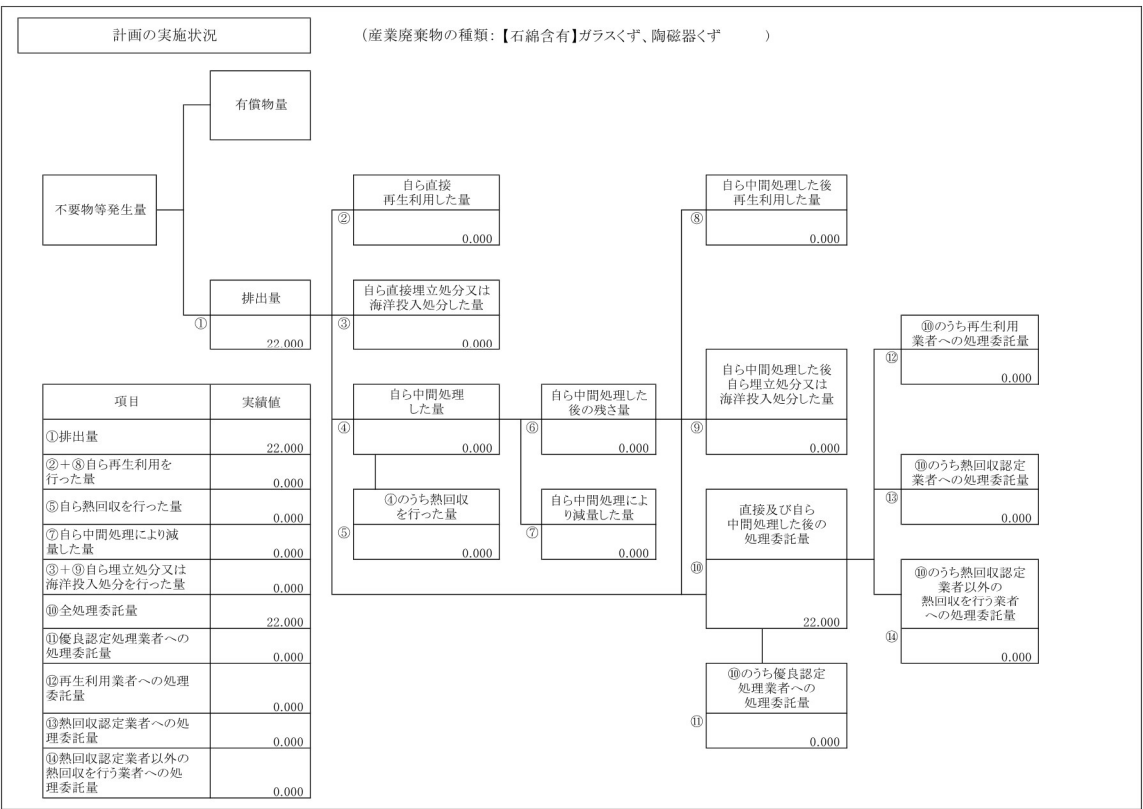 計画の実施状況
（産業廃棄物の種類：【石綿含有】ガラスくず、陶磁器くず　　　）
有償物量
不要物等発生量
排出量
①
22.000
自ら直接
再生利用した量
②
0.000
自ら直接埋立処分又は
海洋投入処分した量
③
0.000
自ら中間処理
した量
④
0.000
④のうち熱回収
を行った量
⑤
0.000
自ら中間処理した
後の残さ量
⑥
0.000
自ら中間処理によ
り減量した量
⑦
0.000
自ら中間処理した後
再生利用した量
⑧
0.000
自ら中間処理した後
自ら埋立処分又は
海洋投入処分した量
⑨
0.000
直接及び自ら
中間処理した後の
処理委託量
⑩
22.000
⑩のうち優良認定
処理業者への
処理委託量
⑪
0.000
⑩のうち再生利用
業者への処理委託量
⑫
0.000
⑩のうち熱回収認定
業者への処理委託量
⑬
0.000
⑩のうち熱回収認定
業者以外の
熱回収を行う業者
への処理委託量
⑭
0.000
項目 実績値
①排出量
22.000
②＋⑧自ら再生利用を
行った量 0.000
⑤自ら熱回収を行った量
0.000
⑦自ら中間処理により減
量した量 0.000
③＋⑨自ら埋立処分又は
海洋投入処分を行った量 0.000
⑩全処理委託量
22.000
⑪優良認定処理業者への
処理委託量 0.000
⑫再生利用業者への処理
委託量
0.000
⑬熱回収認定業者への処
理委託量 0.000
⑭熱回収認定業者以外の
熱回収を行う業者への処
理委託量 0.000